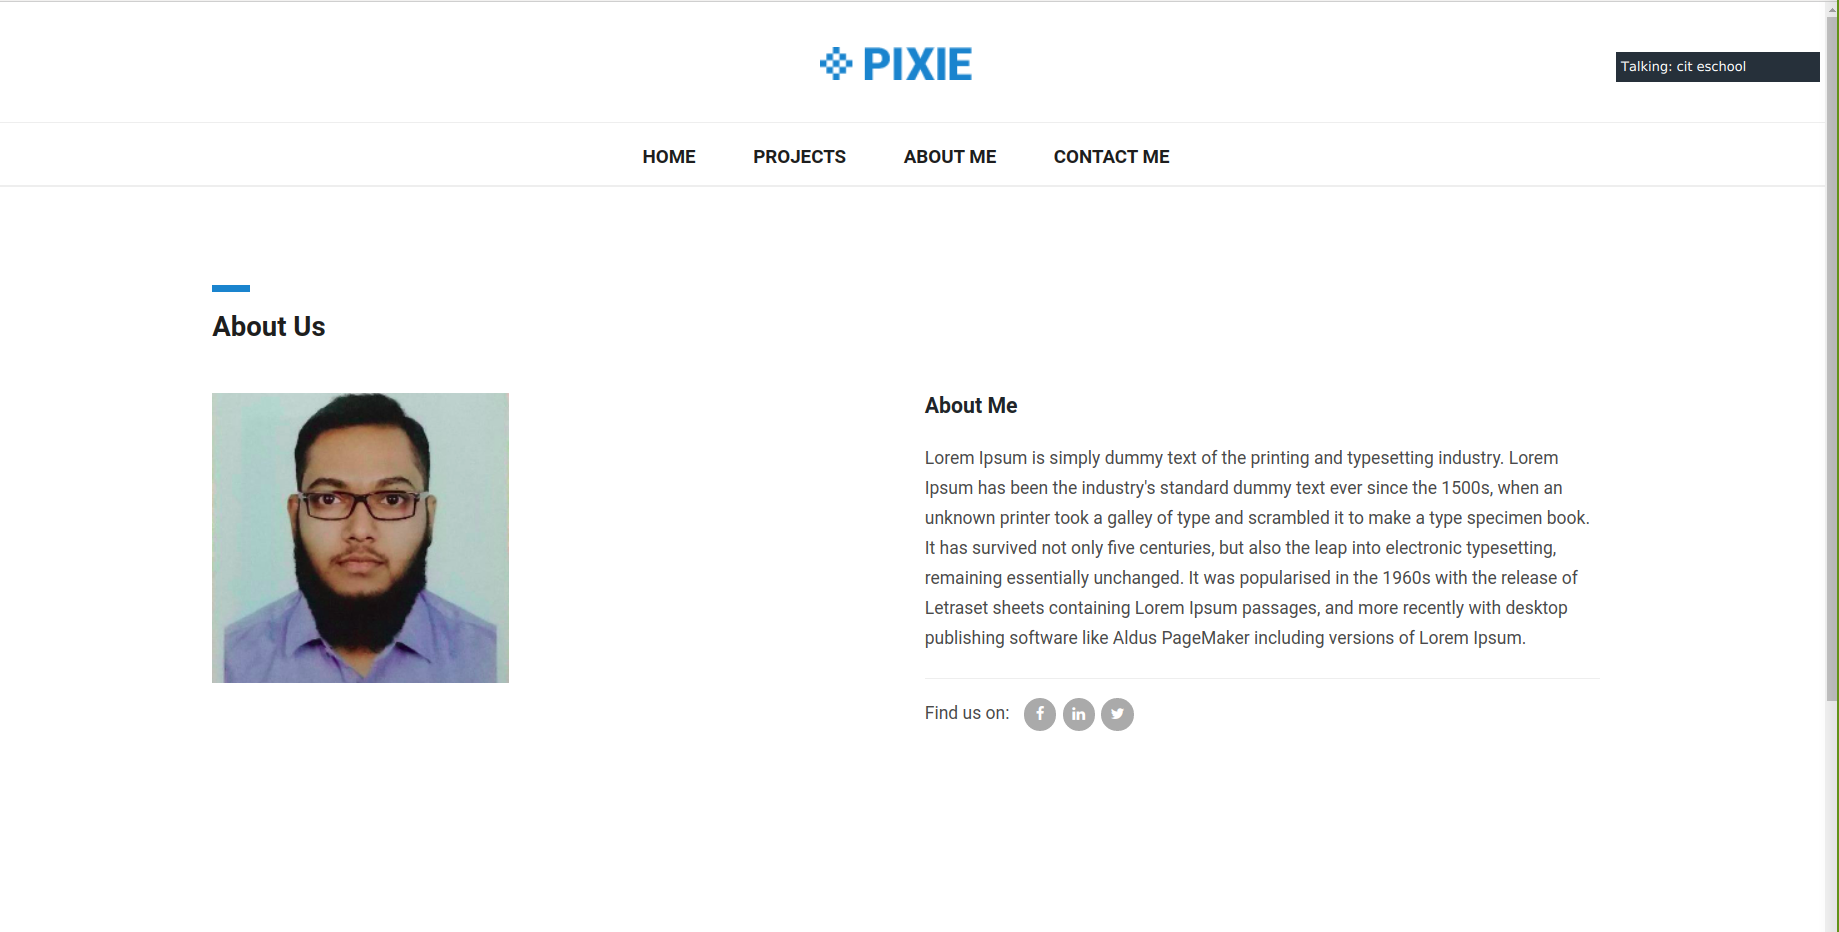 PIXIE
Talking: cit eschool
HOME PROJECTS ABOUT ME CONTACT ME
About Us
About Me
Lorem Ipsum is simply dummy text of the printing and typesetting industry. Lorem
Ipsum has been the industry's standard dummy text ever since the 1500s, when an
unknown printer took a galley of type and scrambled it to make a type specimen book.
It has survived not only five centuries, but also the leap into electronic typesetting,
remaining essentially unchanged. It was popularised in the 1960s with the release of
Letraset sheets containing Lorem Ipsum passages, and more recently with desktop
publishing software like Aldus PageMaker including versions of Lorem Ipsum.
Find us on: f in